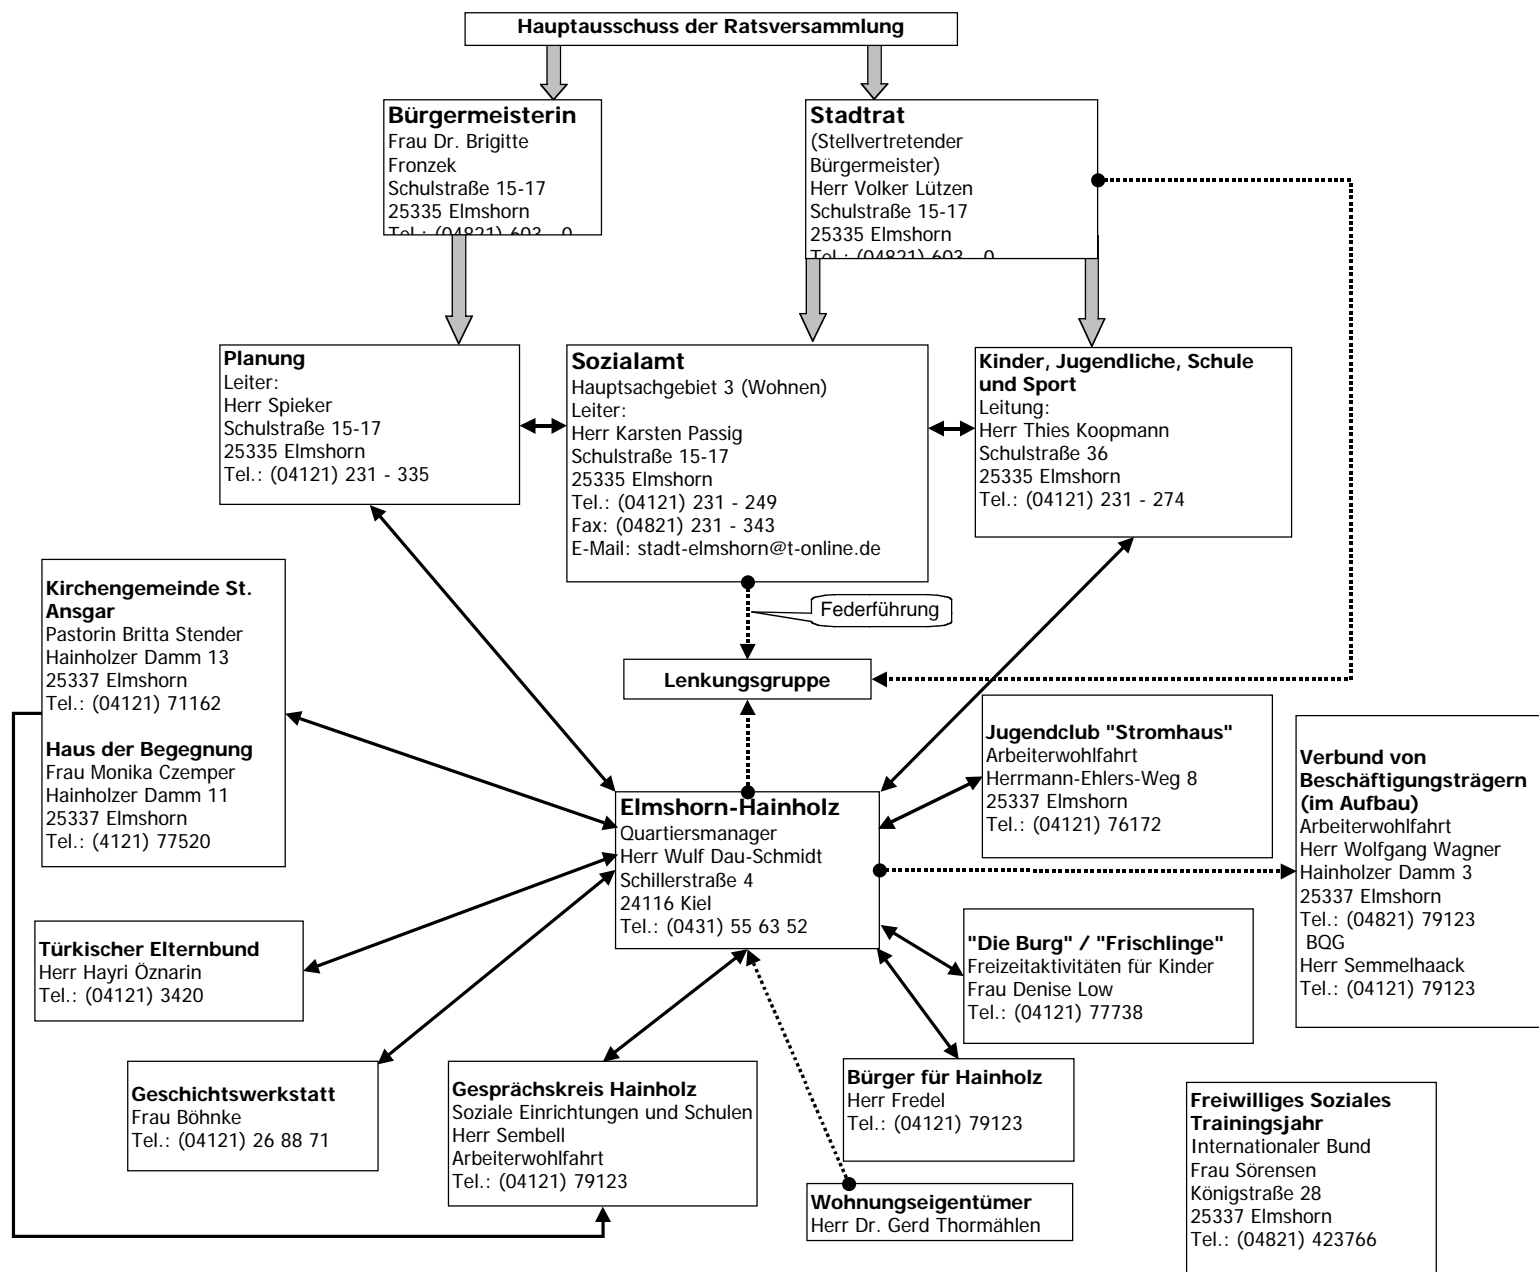 Hauptausschuss der Ratsversammlung
Bürgermeisterin
Frau Dr. Brigitte
Fronzek
Schulstraße 15-17
25335 Elmshorn
Tel.: (04821) 603 - 0
Stadtrat
(Stellvertretender
Bürgermeister)
Herr Volker Lützen
Schulstraße 15-17
25335 Elmshorn
Tel.: (04821) 603 - 0
Planung
Leiter:
Herr Spieker
Schulstraße 15-17
25335 Elmshorn
Tel.: (04121) 231 - 335
Sozialamt
Hauptsachgebiet 3 (Wohnen)
Leiter:
Herr Karsten Passig
Schulstraße 15-17
25335 Elmshorn
Tel.: (04121) 231 - 249
Fax: (04821) 231 - 343
E-Mail: stadt-elmshorn@t-online.de
Kinder, Jugendliche, Schule
und Sport
Leitung:
Herr Thies Koopmann
Schulstraße 36
25335 Elmshorn
Tel.: (04121) 231 - 274
Federführung
Lenkungsgruppe
Kirchengemeinde St.
Ansgar
Pastorin Britta Stender
Hainholzer Damm 13
25337 Elmshorn
Tel.: (04121) 71162
Haus der Begegnung
Frau Monika Czemper
Hainholzer Damm 11
25337 Elmshorn
Tel.: (4121) 77520
Elmshorn-Hainholz
Quartiersmanager
Herr Wulf Dau-Schmidt
Schillerstraße 4
24116 Kiel
Tel.: (0431) 55 63 52
Jugendclub "Stromhaus"
Arbeiterwohlfahrt
Herrmann-Ehlers-Weg 8
25337 Elmshorn
Tel.: (04121) 76172
Verbund von
Beschäftigungsträgern
(im Aufbau)
Arbeiterwohlfahrt
Herr Wolfgang Wagner
Hainholzer Damm 3
25337 Elmshorn
Tel.: (04821) 79123
BQG
Herr Semmelhaack
Tel.: (04121) 79123
Türkischer Elternbund
Herr Hayri Öznarin
Tel.: (04121) 3420
"Die Burg" / "Frischlinge"
Freizeitaktivitäten für Kinder
Frau Denise Low
Tel.: (04121) 77738
Geschichtswerkstatt
Frau Böhnke
Tel.: (04121) 26 88 71
Gesprächskreis Hainholz
Soziale Einrichtungen und Schulen
Herr Sembell
Arbeiterwohlfahrt
Tel.: (04121) 79123
Bürger für Hainholz
Herr Fredel
Tel.: (04121) 79123
Wohnungseigentümer
Herr Dr. Gerd Thormählen
Freiwilliges Soziales
Trainingsjahr
Internationaler Bund
Frau Sörensen
Königstraße 28
25337 Elmshorn
Tel.: (04821) 423766